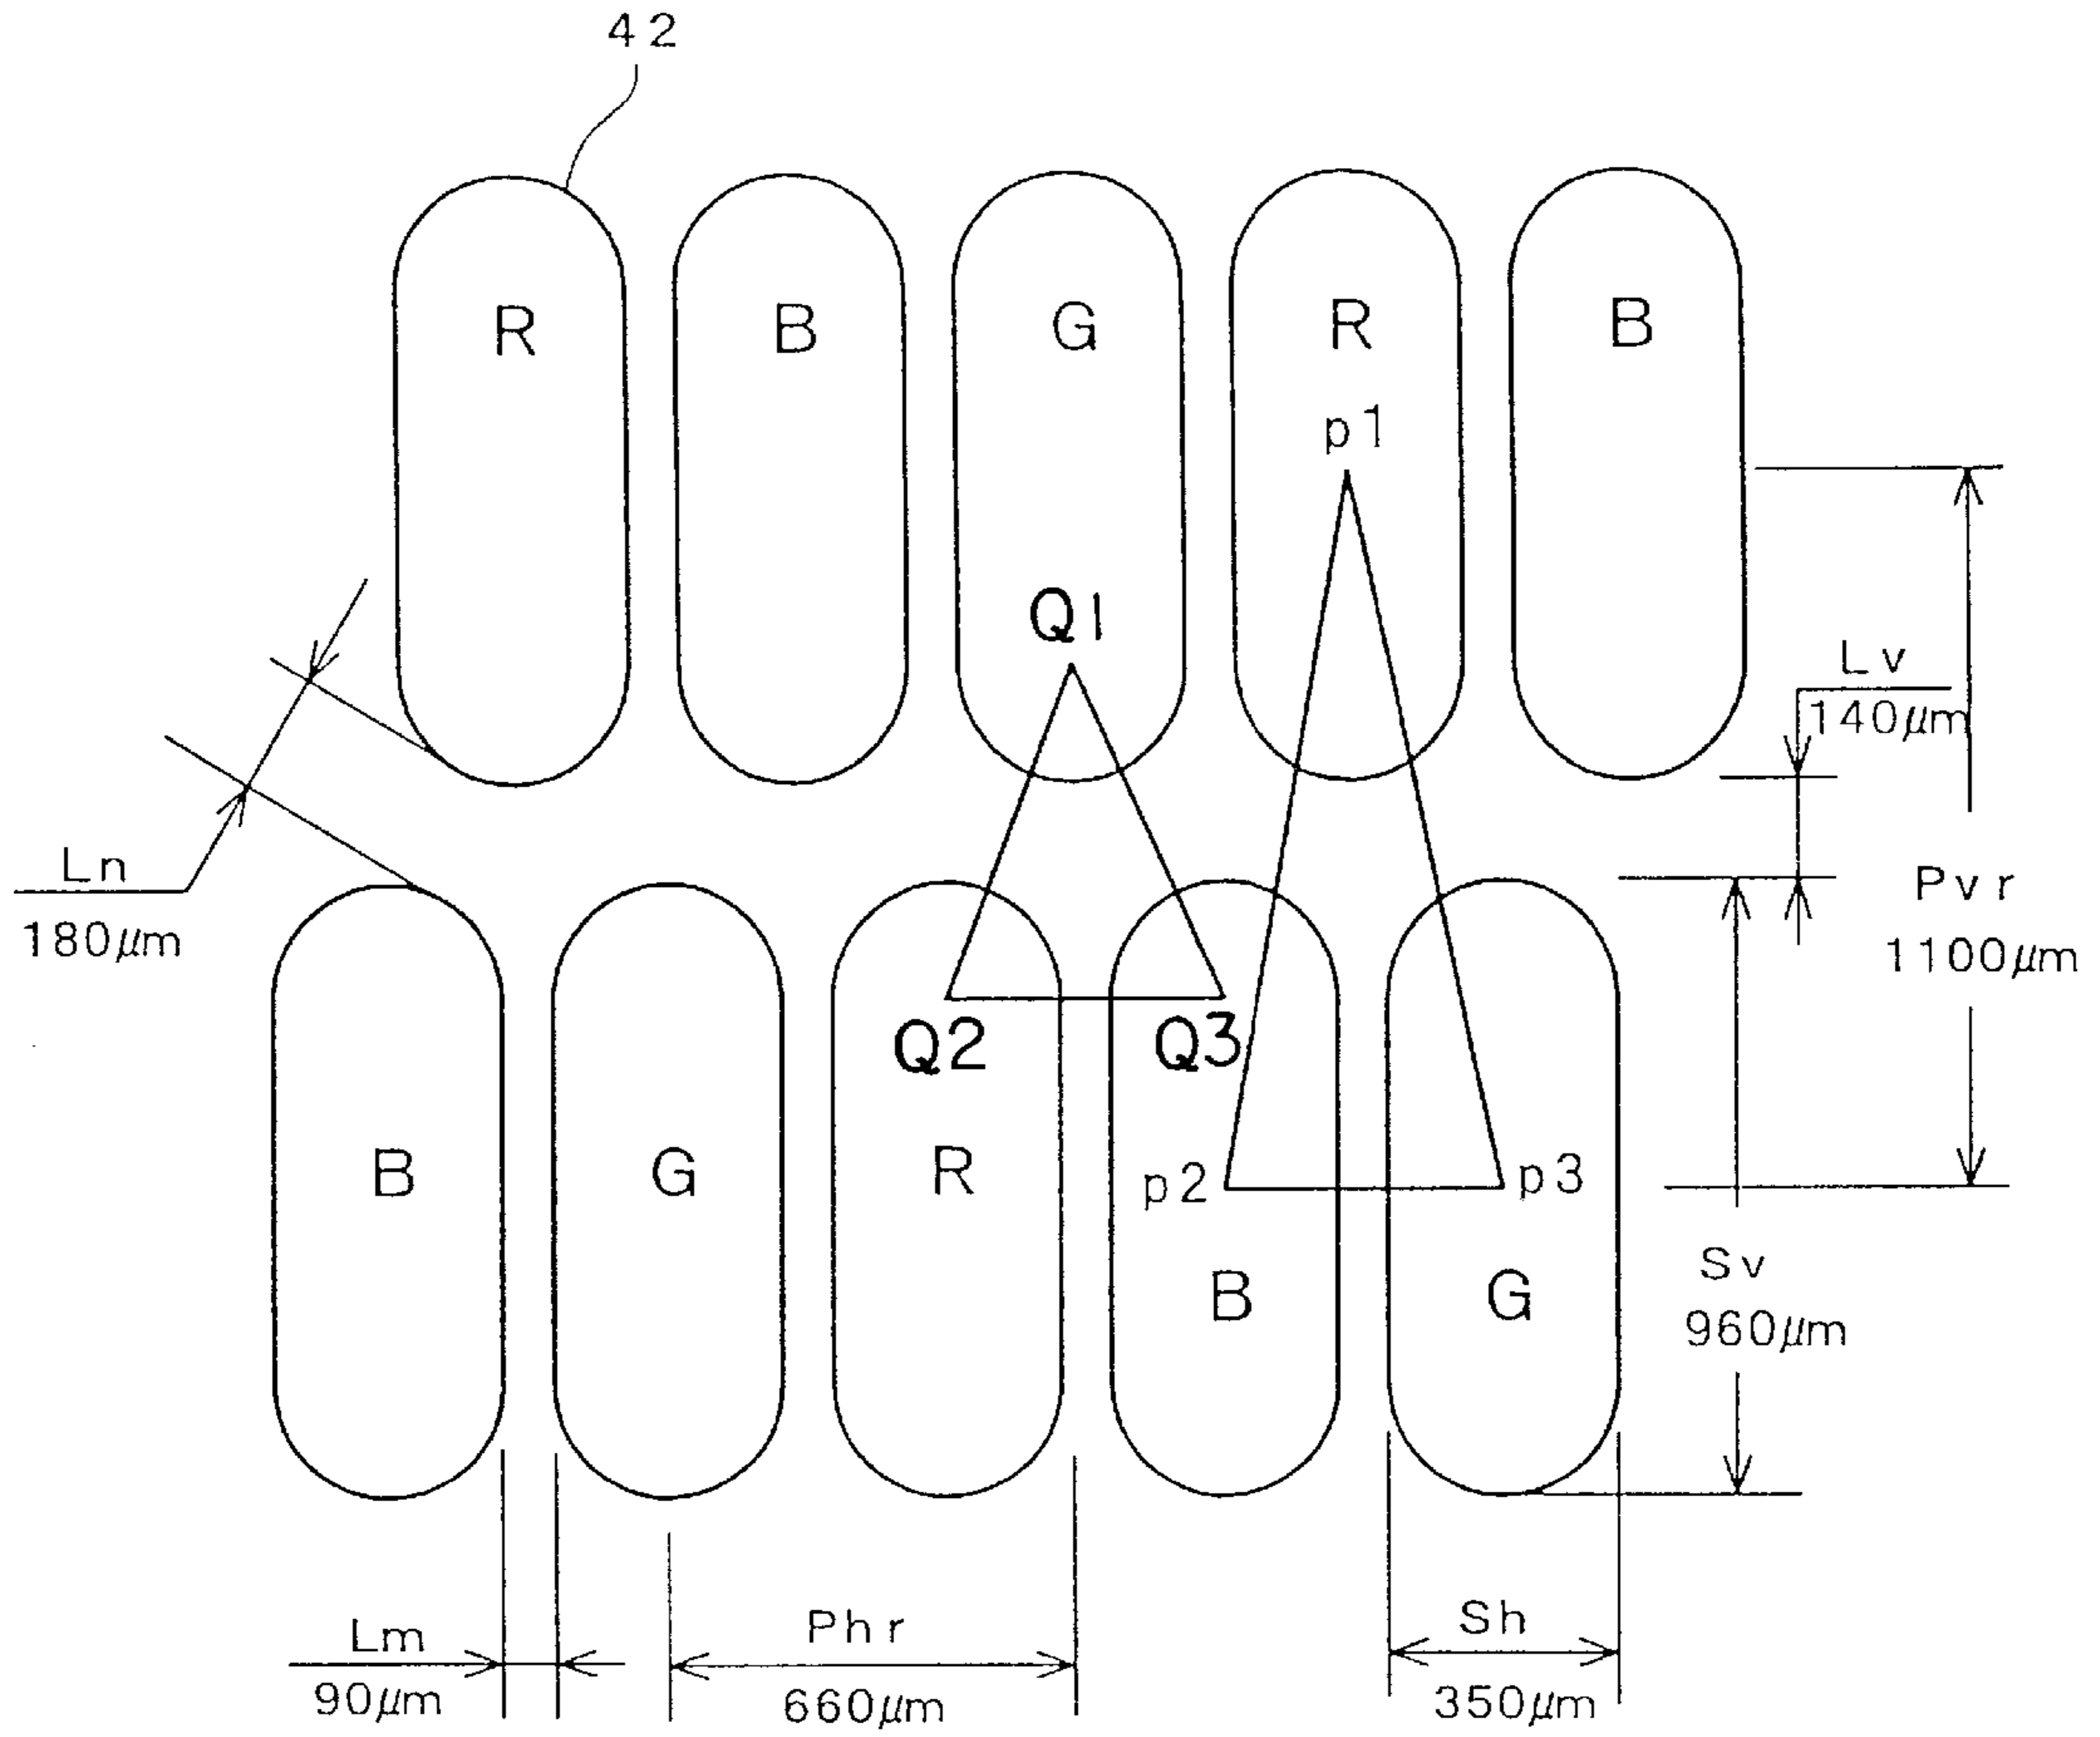 42
R B G R B
p1
Q1
Lv
140μm
Ln
180μm
Pvr
1100μm
Q2 Q3
B G R p2 p3
B G
Sv
960μm
Lm Phr Sh
90μm 660μm 350μm